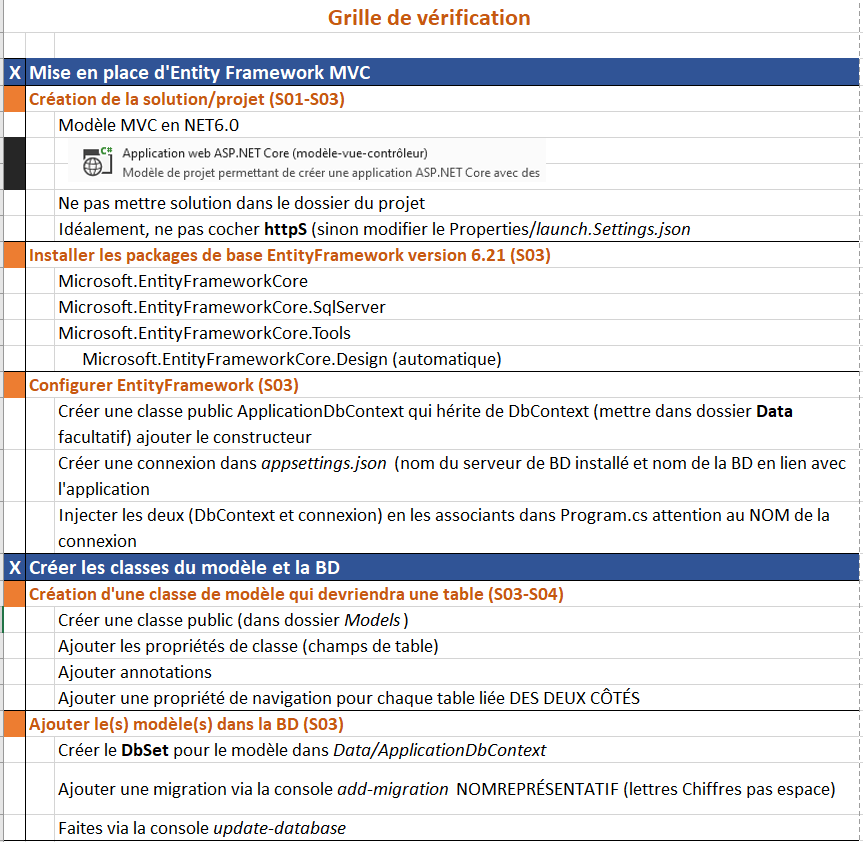 Grille de vérification
X Mise en place d'Entity Framework MVC
Création de la solution/projet (S01-S03)
Modèle MVC en NET6.0
C#
Application web ASP.NET Core (modèle-vue-contrôleur)
Modèle de projet permettant de créer une application ASP.NET Core avec des
Ne pas mettre solution dans le dossier du projet
Idéalement, ne pas cocher httpS (sinon modifier le Properties/launch.Settings.json
Installer les packages de base EntityFramework version 6.21 (S03)
Microsoft.EntityFrameworkCore
Microsoft.EntityFrameworkCore.SqlServer
Microsoft.EntityFrameworkCore.Tools
Microsoft.EntityFrameworkCore.Design (automatique)
Configurer EntityFramework (S03)
Créer une classe public ApplicationDbContext qui hérite de DbContext (mettre dans dossier Data
facultatif) ajouter le constructeur
Créer une connexion dans appsettings.json (nom du serveur de BD installé et nom de la BD en lien avec
l'application
Injecter les deux (DbContext et connexion) en les associants dans Program.cs attention au NOM de la
connexion
X Créer les classes du modèle et la BD
Création d'une classe de modèle qui devriendra une table (S03-S04)
Créer une classe public (dans dossier Models)
Ajouter les propriétés de classe (champs de table)
Ajouter annotations
Ajouter une propriété de navigation pour chaque table liée DES DEUX CÔTÉS
Ajouter le(s) modèle(s) dans la BD (S03)
Créer le DbSet pour le modèle dans Data/ApplicationDbContext
Ajouter une migration via la console add-migration NOMREPRÉSENTATIF (lettres Chiffres pas espace)
Faites via la console update-database